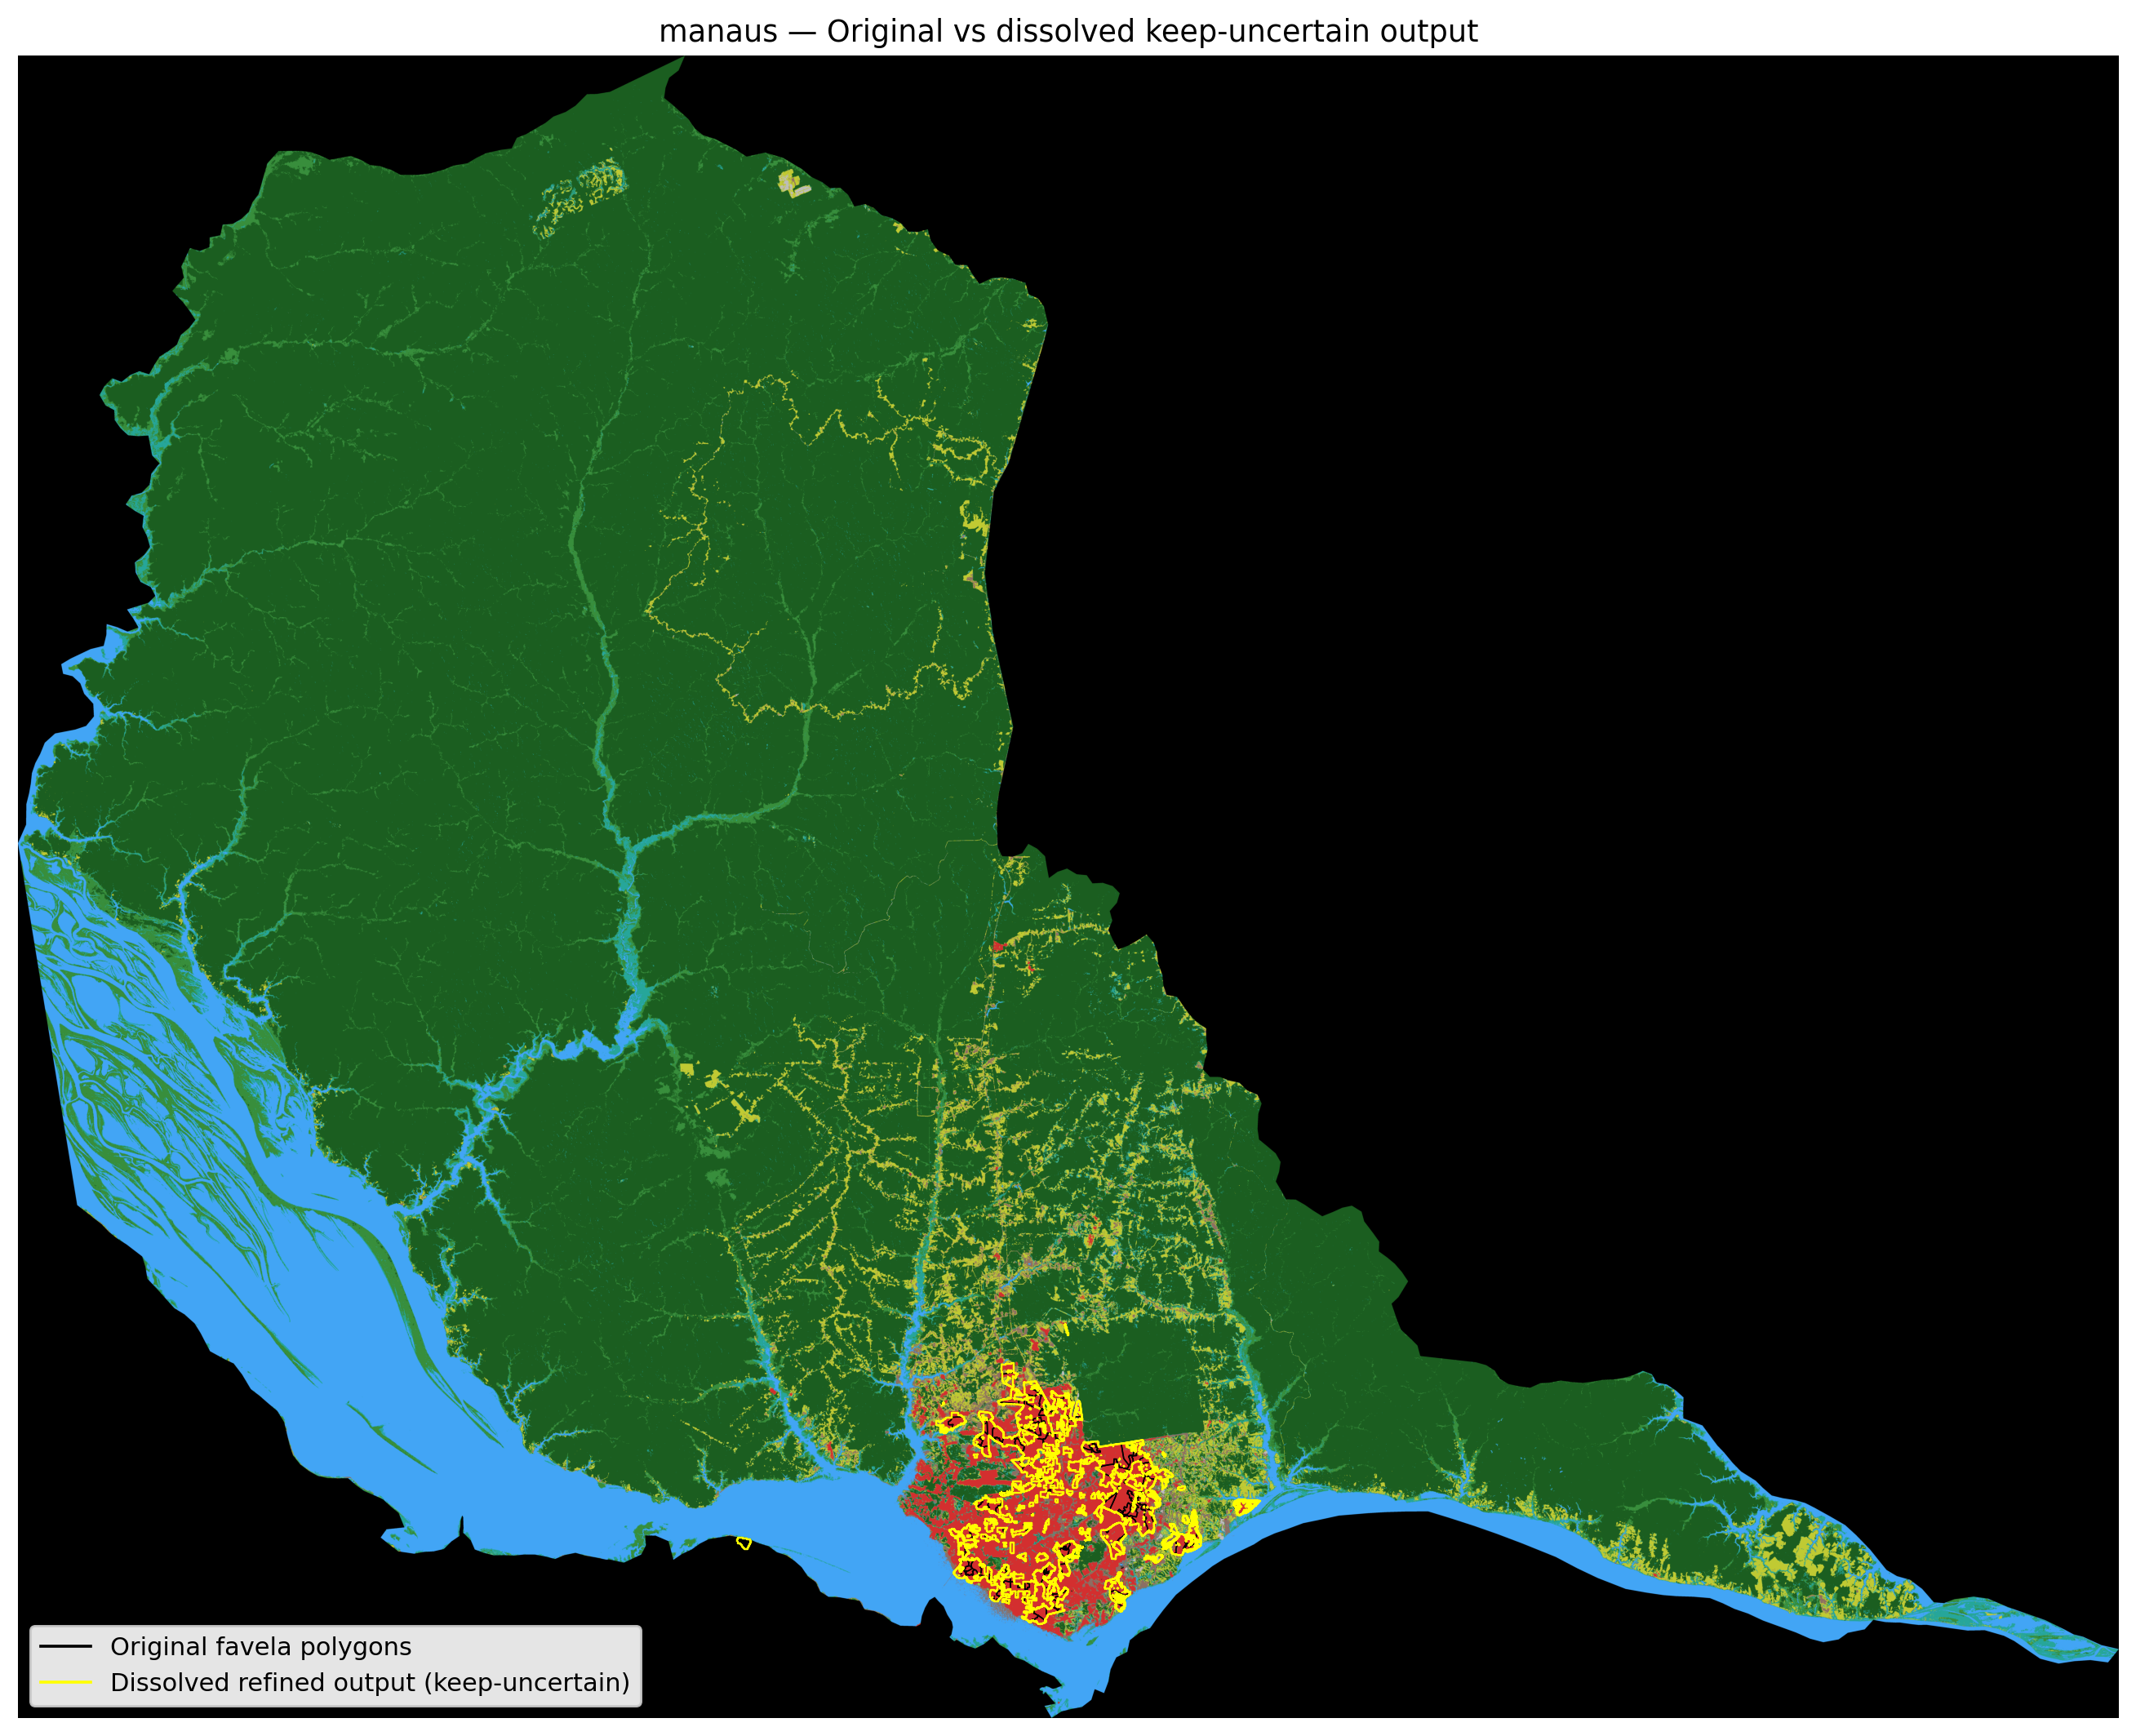 manaus — Original vs dissolved keep-uncertain output
Original favela polygons
Dissolved refined output (keep-uncertain)